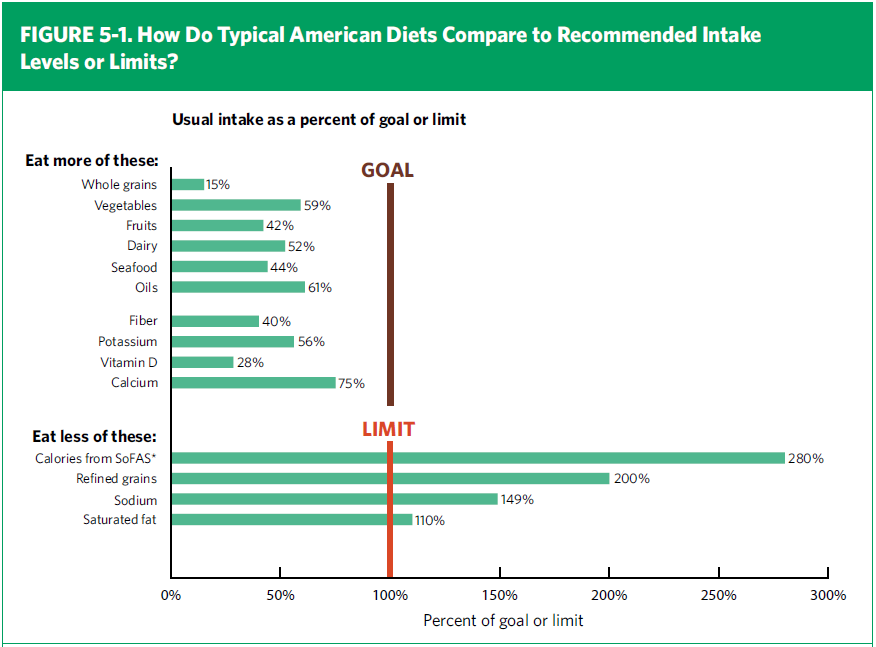 FIGURE 5-1. How Do Typical American Diets Compare to Recommended Intake
Levels or Limits?
Usual intake as a percent of goal or limit
Eat more of these:
GOAL
Whole grains 15%
Vegetables 59%
Fruits 42%
Dairy 52%
Seafood 44%
Oils 61%
Fiber 40%
Potassium 56%
Vitamin D 28%
Calcium 75%
LIMIT
Eat less of these:
Calories from SoFAS* 280%
Refined grains 200%
Sodium 149%
Saturated fat 110%
0% 50% 100% 150% 200% 250% 300%
Percent of goal or limit